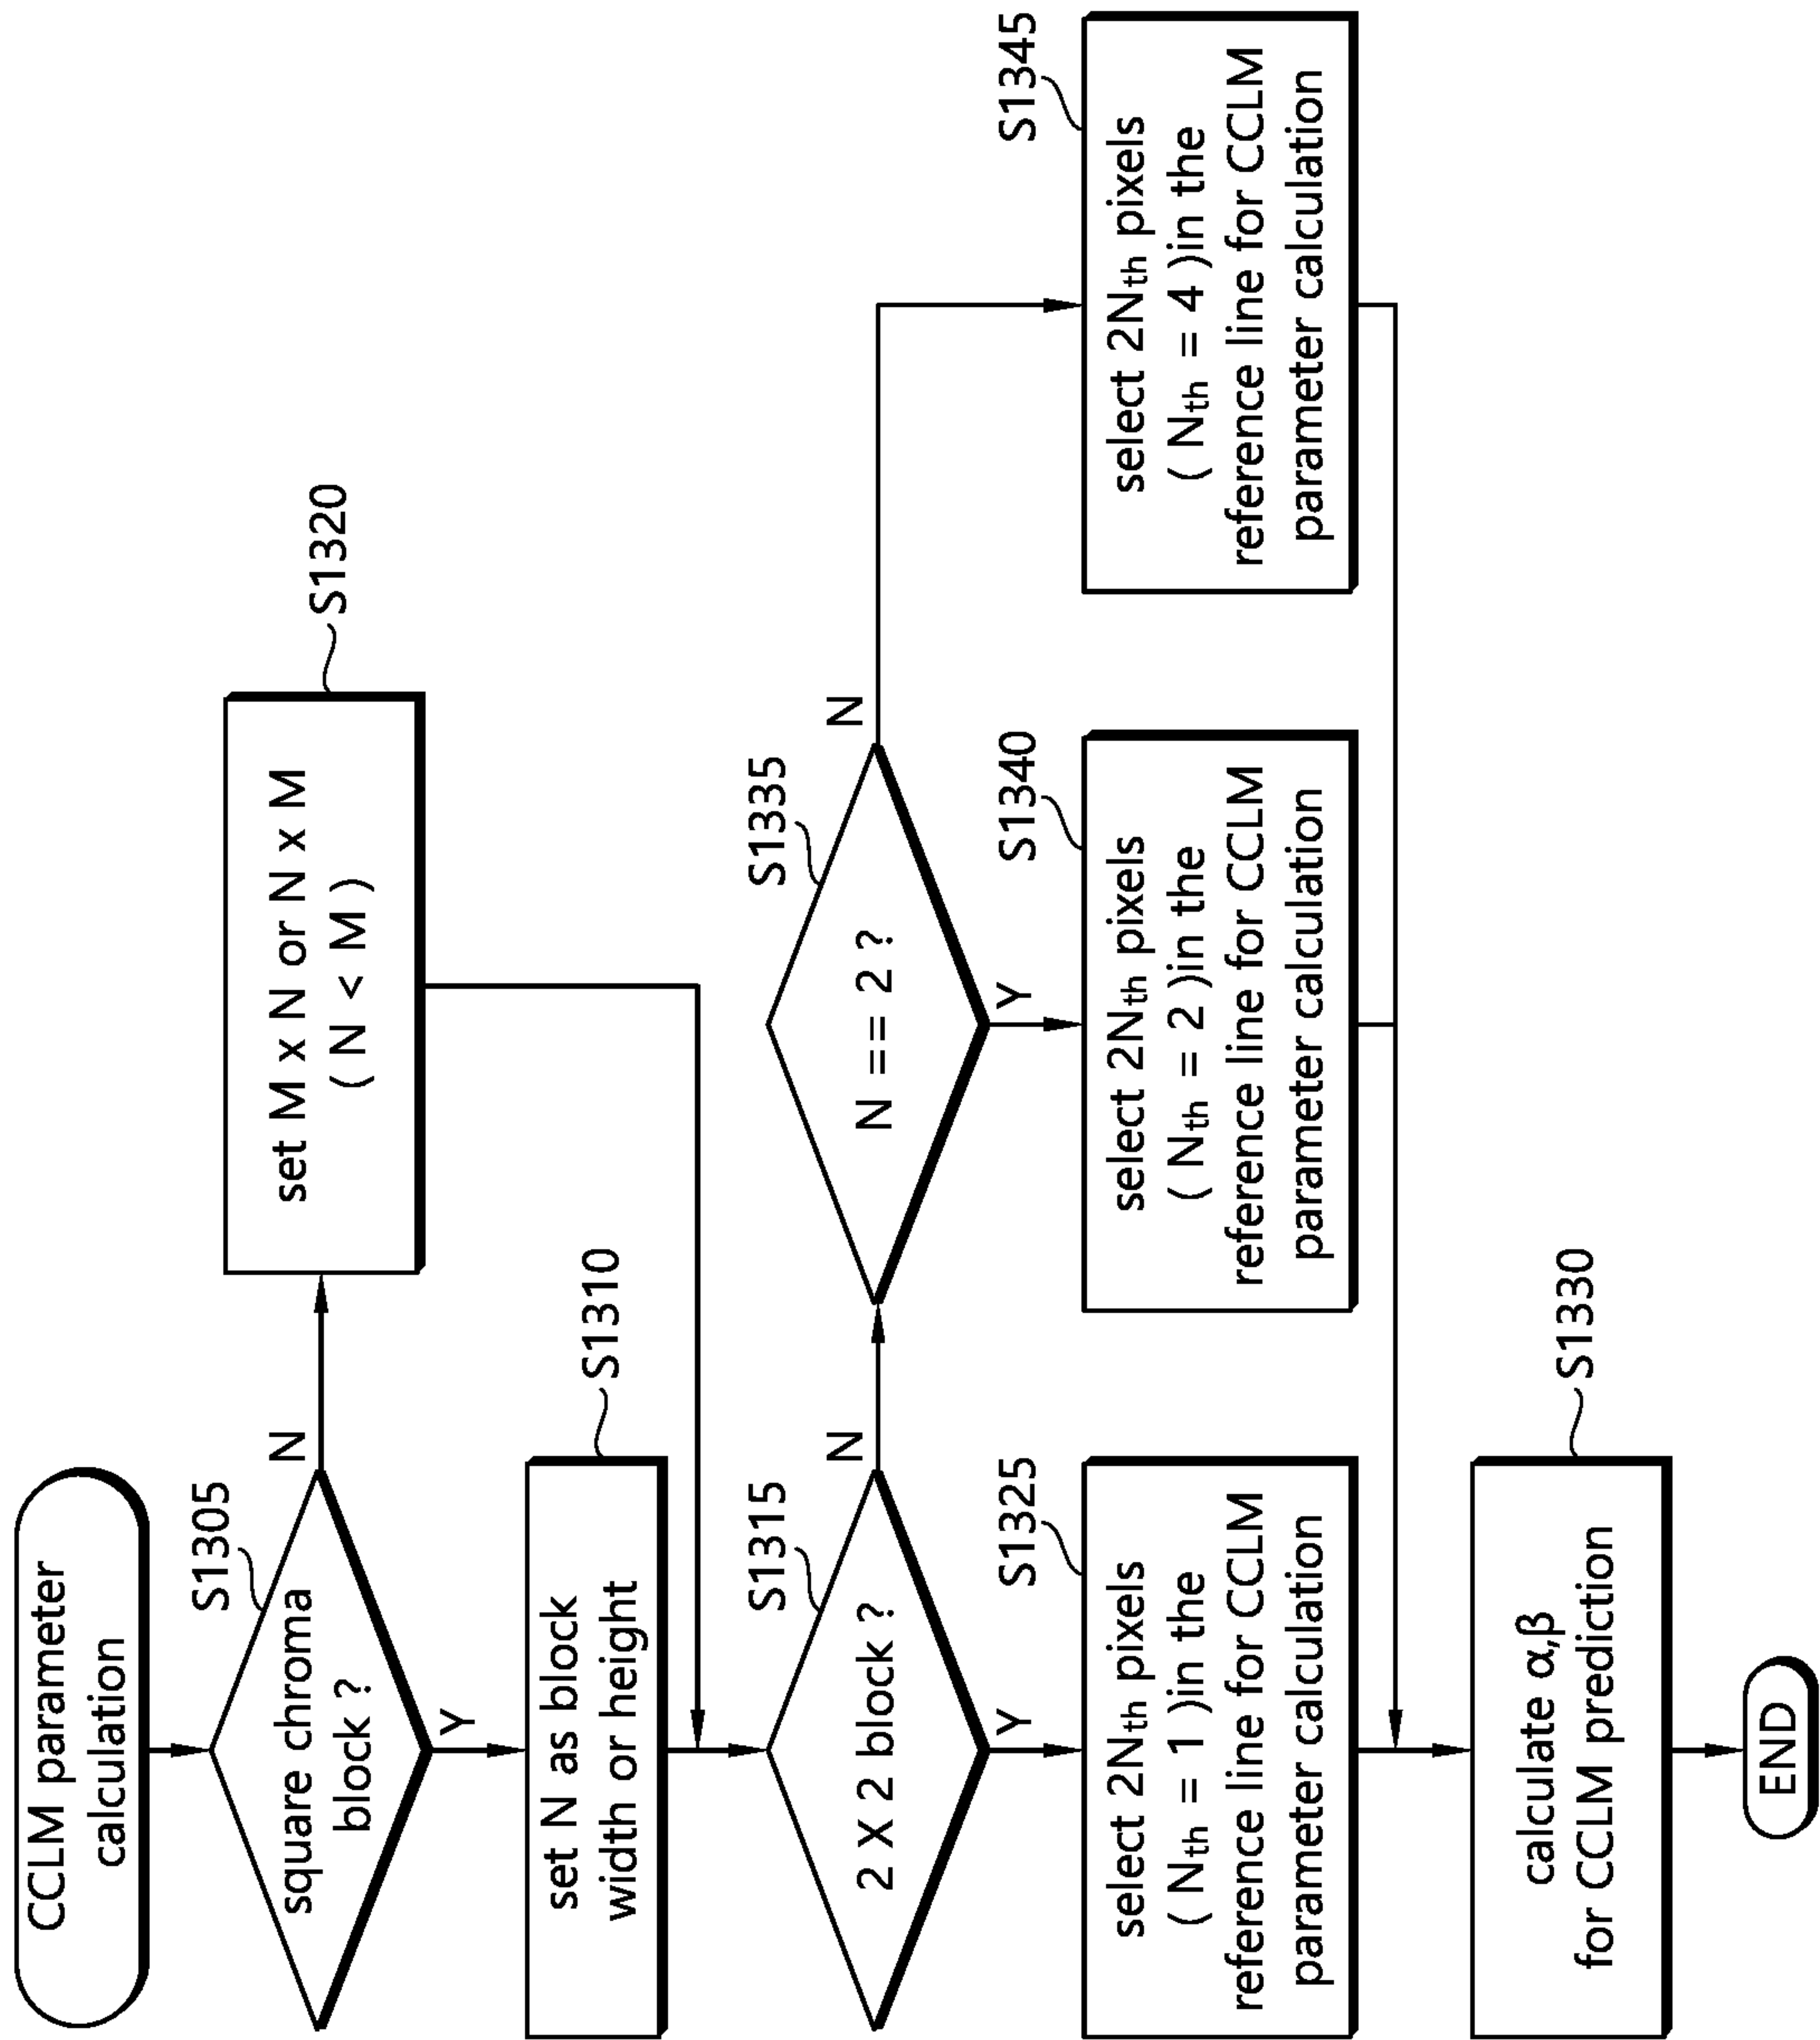 CCLM parameter
calculation
S1305
square chroma
block ?
N
Y
S1320
set M x N or N x M
( N < M )
S1310
set N as block
width or height
S1315
2 X 2 block ?
N
Y
S1335
N == 2 ?
N
Y
S1325
select 2Nth pixels
( Nth = 1 )in the
reference line for CCLM
parameter calculation
S1340
select 2Nth pixels
( Nth = 2 )in the
reference line for CCLM
parameter calculation
S1345
select 2Nth pixels
( Nth = 4 )in the
reference line for CCLM
parameter calculation
S1330
calculate α,β
for CCLM prediction
END